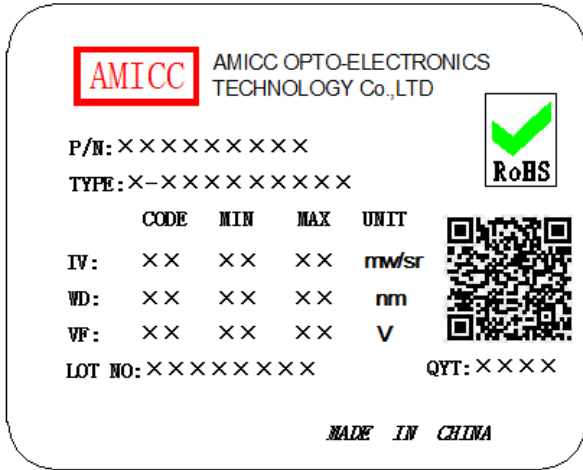 AMICC
AMICC OPTO-ELECTRONICS
TECHNOLOGY Co.,LTD
RoHS
P/N:×××××××××
TYPE:×-×××××××××
CODE MIN MAX UNIT
IV: ×× ×× ×× mw/sr
WD: ×× ×× ×× nm
VF: ×× ×× ×× V
LOT NO:×××××××× QYT:××××
MADE IN CHINA